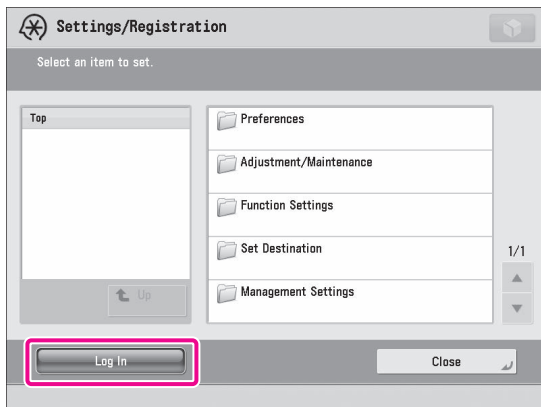 Settings/Registration
Select an item to set.
Top
Preferences
Adjustment/Maintenance
Function Settings
Set Destination
1/1
Up
Management Settings
Log In
Close